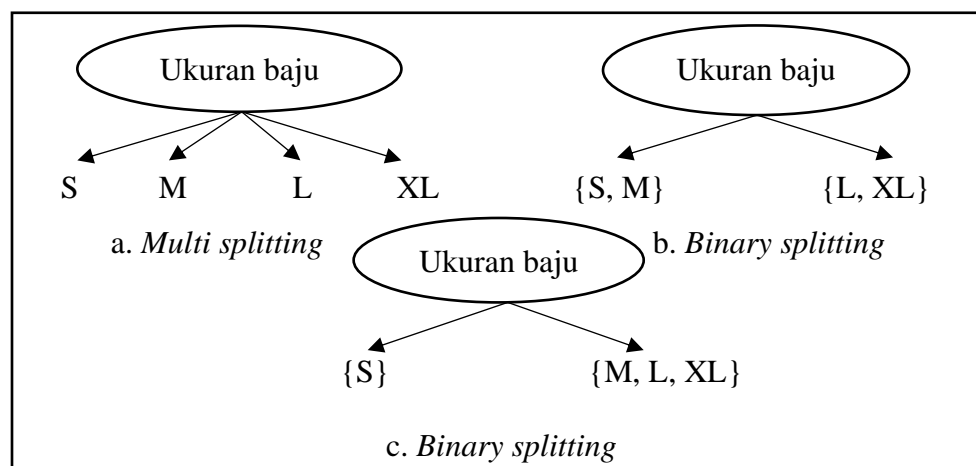 Ukuran baju
S M L XL
a. Multi splitting
Ukuran baju
{S, M} {L, XL}
b. Binary splitting
Ukuran baju
{S} {M, L, XL}
c. Binary splitting